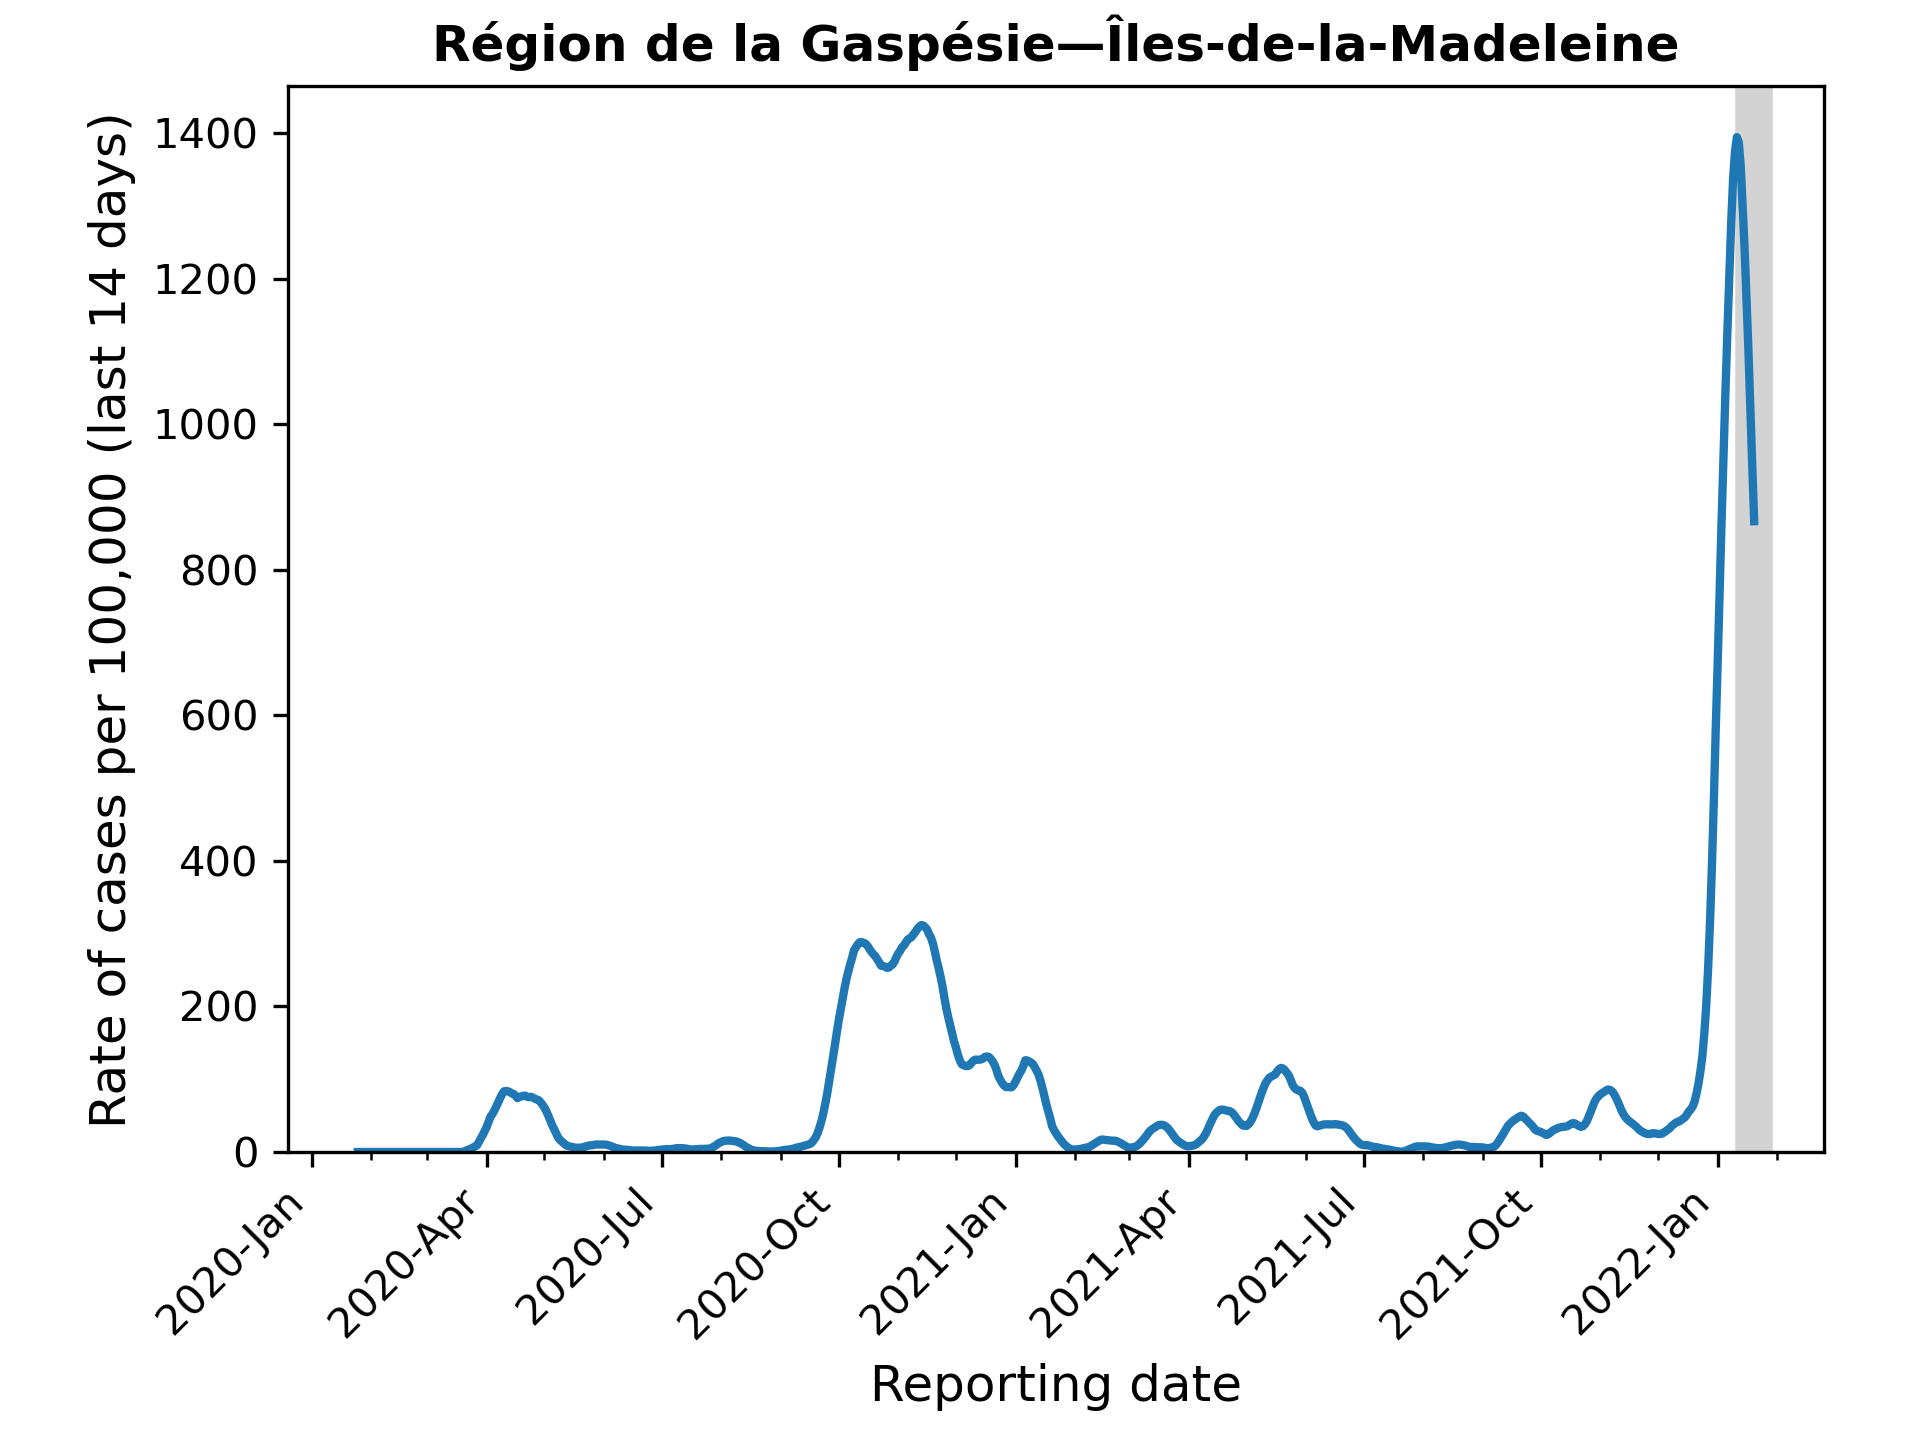 Région de la Gaspésie—Îles-de-la-Madeleine
Rate of cases per 100,000 (last 14 days)
1400
1200
1000
800
600
400
200
0
2020-Jan
2020-Apr
2020-Jul
2020-Oct
2021-Jan
2021-Apr
2021-Jul
2021-Oct
2022-Jan
Reporting date